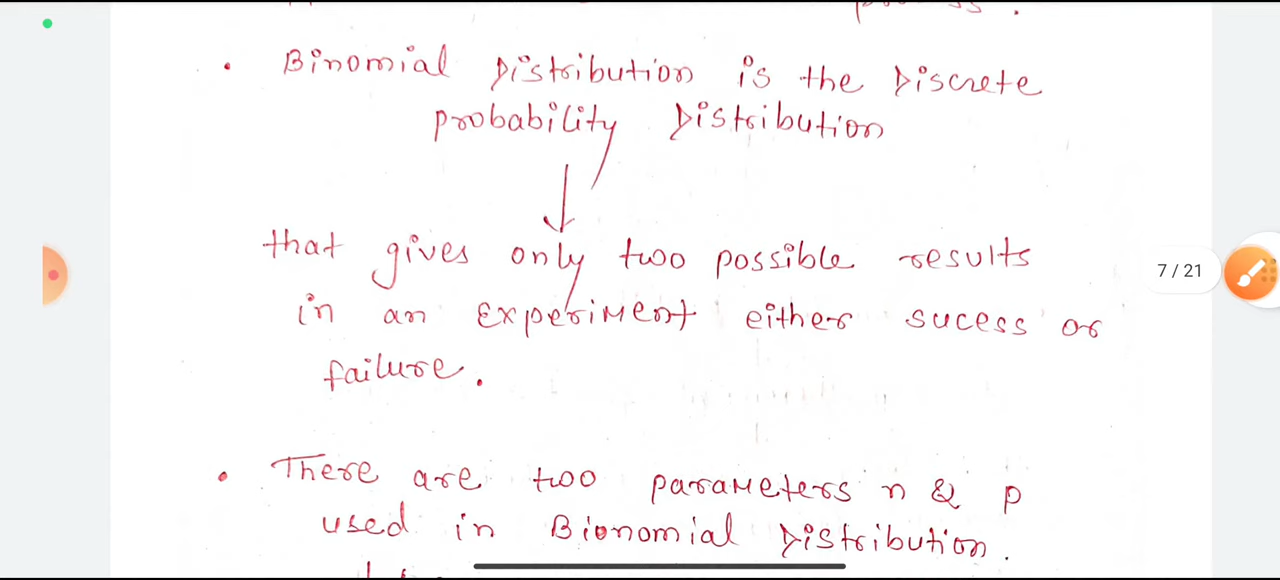 • Binomial Distribution is the Discrete
probability Distribution
↓
that gives only two possible results
in an Experiment either sucess or
failure.
7 / 21
• There are two parameters n & p
used in Bionomial Distribution.